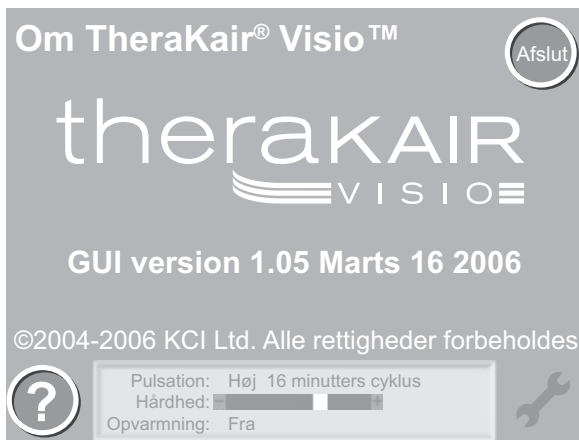 Om TheraKair® Visio™
Afslut
theraKAIR
VISIO
GUI version 1.05 Marts 16 2006
©2004-2006 KCI Ltd. Alle rettigheder forbeholdes
?
Pulsation: Høj 16 minutters cyklus
Hårdhed: - +
Opvarmning: Fra